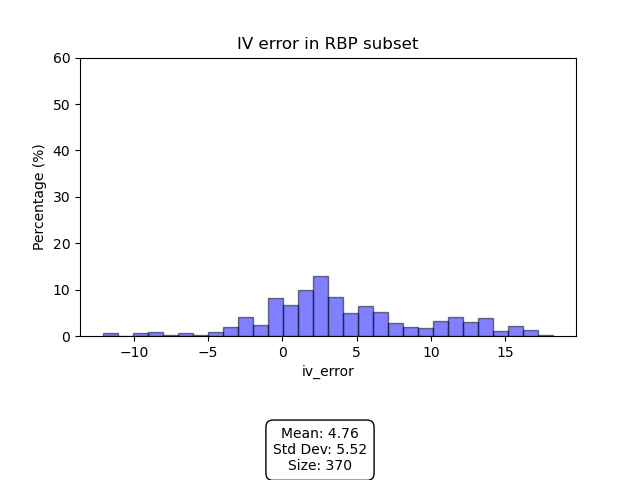 IV error in RBP subset
60
50
40
30
20
10
0
Percentage (%)
−10
−5
0
5
10
15
iv_error
Mean: 4.76
Std Dev: 5.52
Size: 370